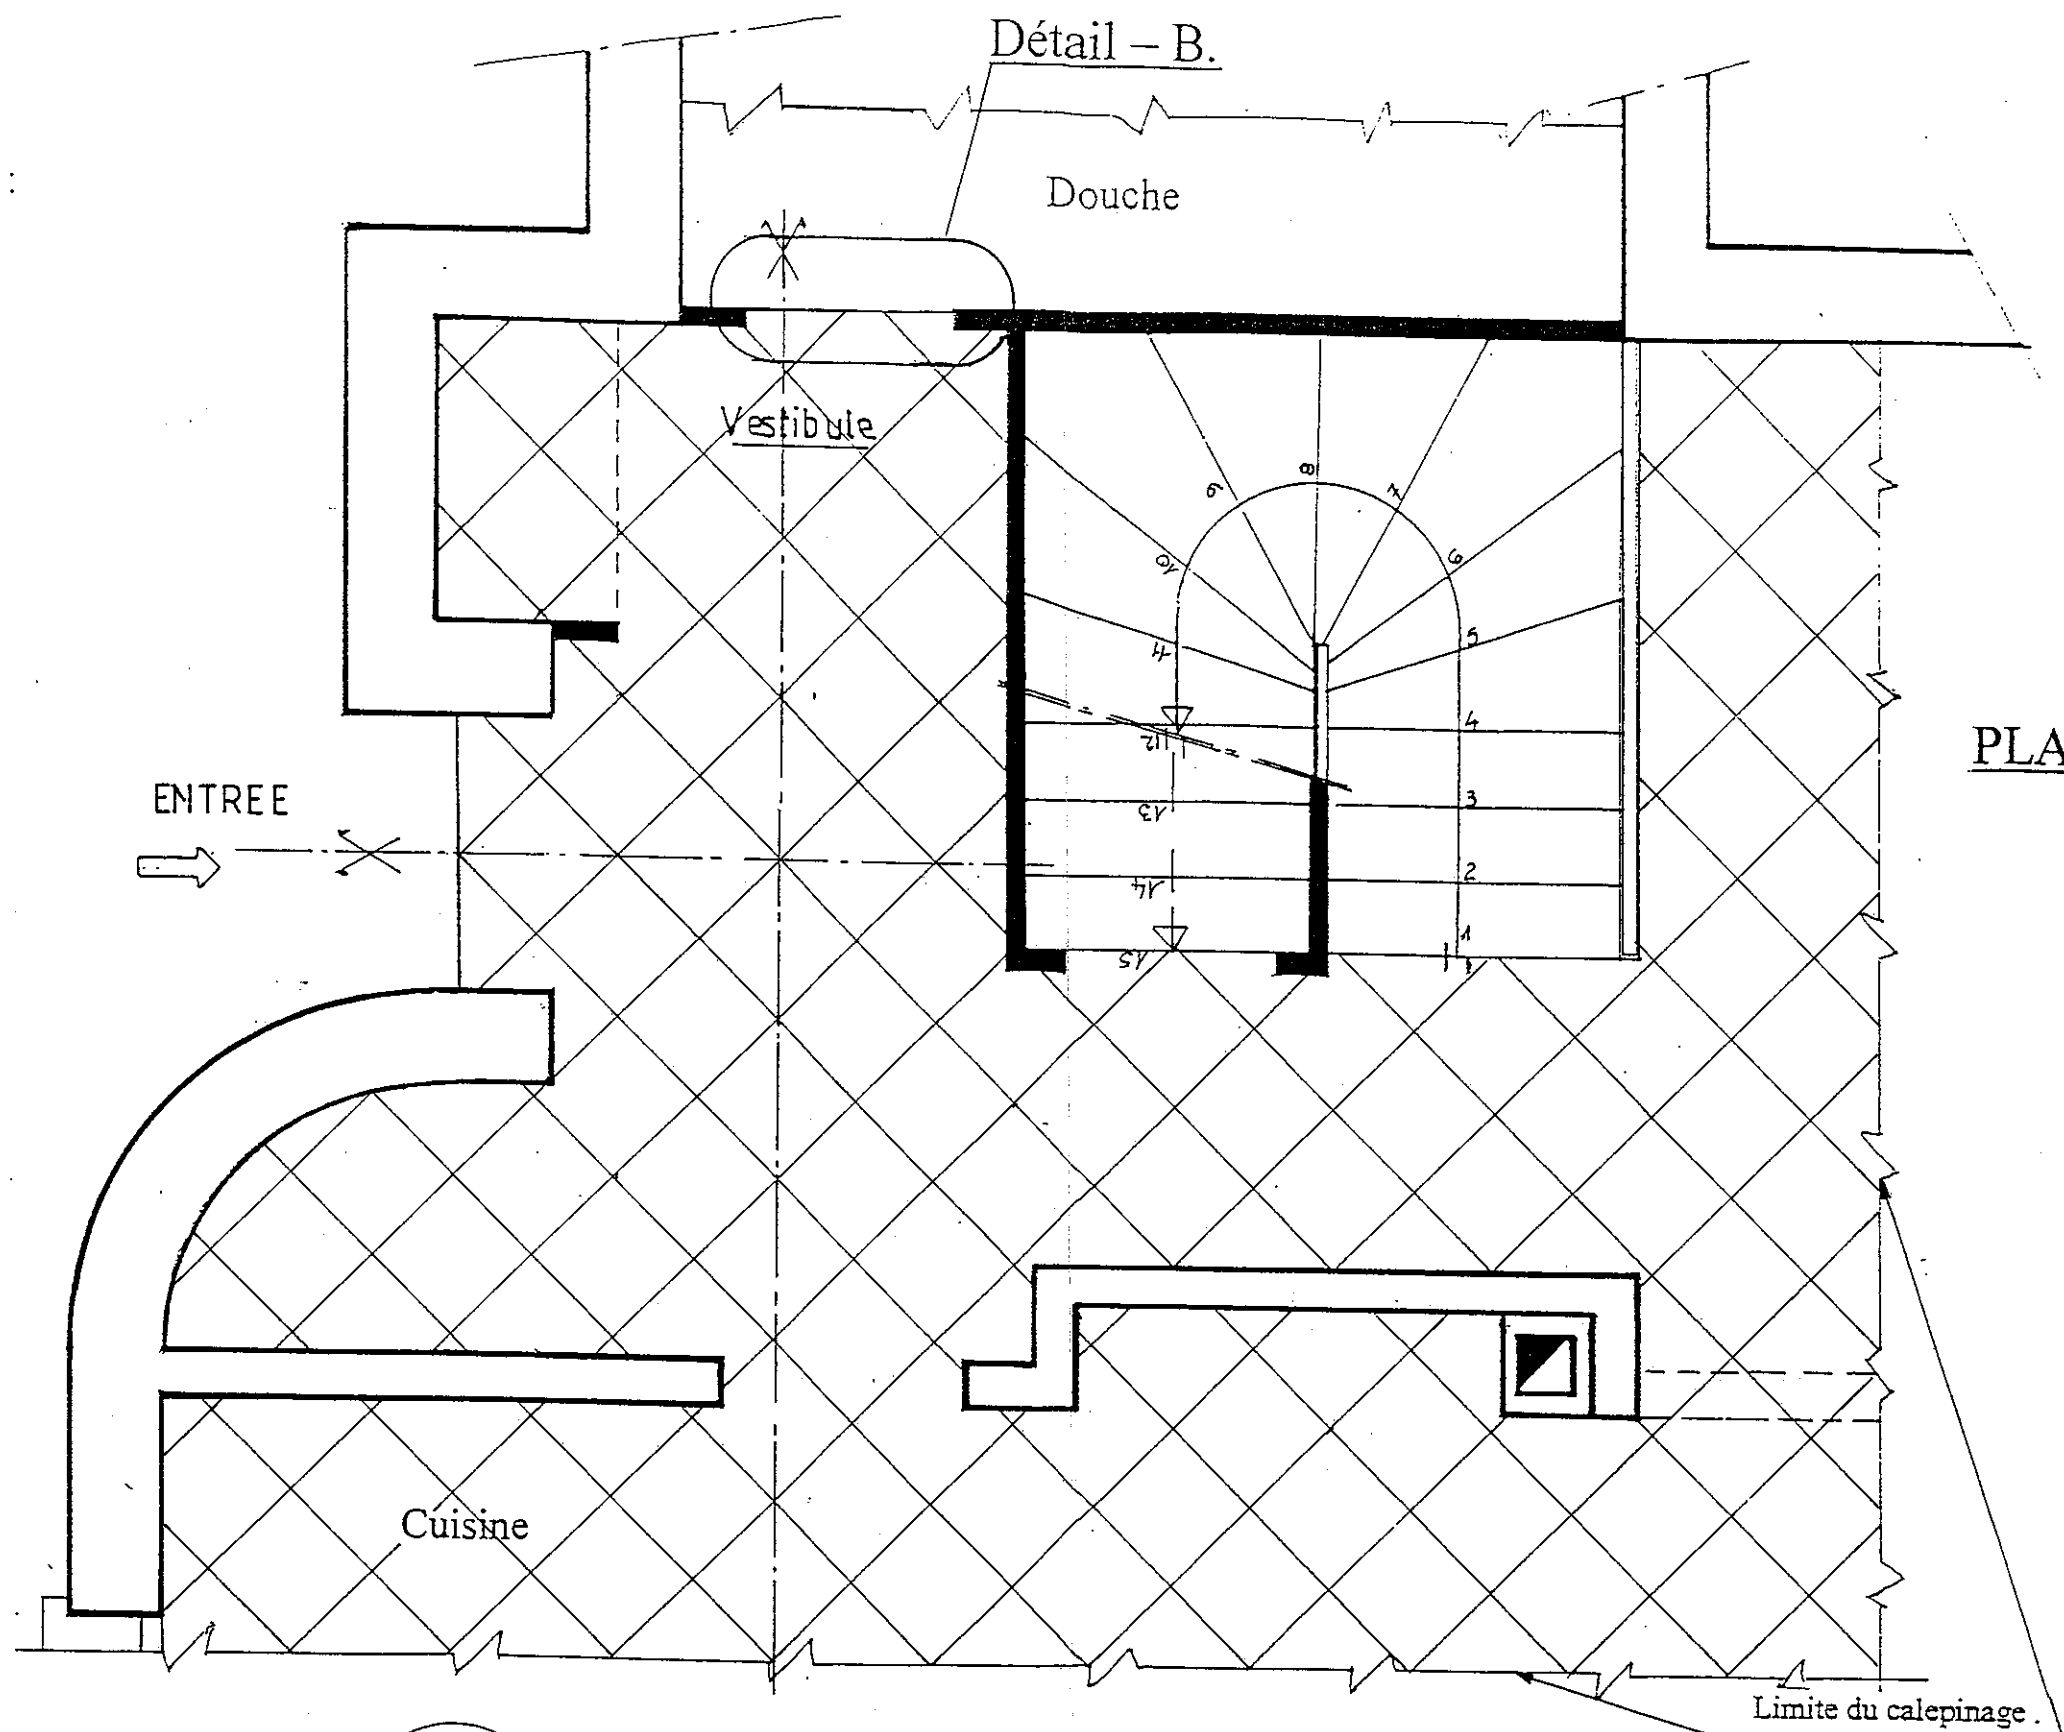 Détail – B.
Douche
Vestibule
8
9
7
10
6
11
5
4
12
PLA
ENTREE
3
13
2
14
1
15
Cuisine
Limite du calepinage .